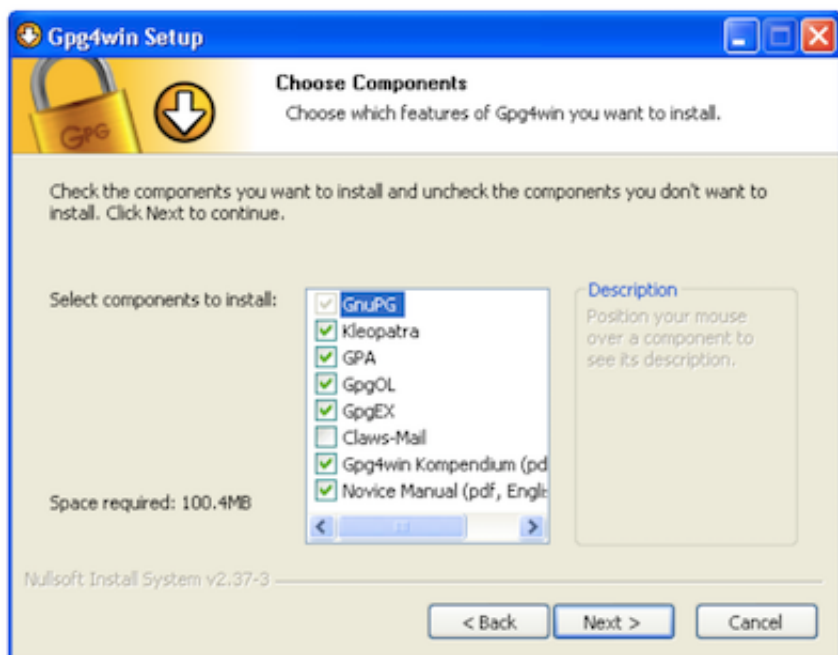 Gpg4win Setup
GPG
Choose Components
Choose which features of Gpg4win you want to install.
Check the components you want to install and uncheck the components you don't want to
install. Click Next to continue.
Select components to install:
GnuPG
Kleopatra
GPA
GpgOL
GpgEX
Claws-Mail
Gpg4win Kompendium (pd
Novice Manual (pdf, Engli
Description
Position your mouse
over a component to
see its description.
Space required: 100.4MB
Nullsoft Install System v2.37-3
< Back
Next >
Cancel